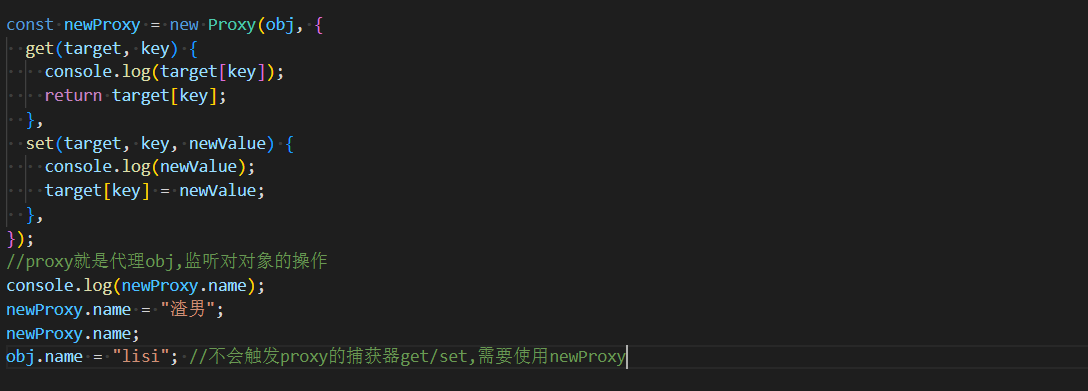 const newProxy = new Proxy(obj, {
  get(target, key) {
    console.log(target[key]);
    return target[key];
  },
  set(target, key, newValue) {
    console.log(newValue);
    target[key] = newValue;
  },
});
//proxy就是代理obj,监听对对象的操作
console.log(newProxy.name);
newProxy.name = "渣男";
newProxy.name;
obj.name = "lisi"; //不会触发proxy的捕获器get/set,需要使用newProxy